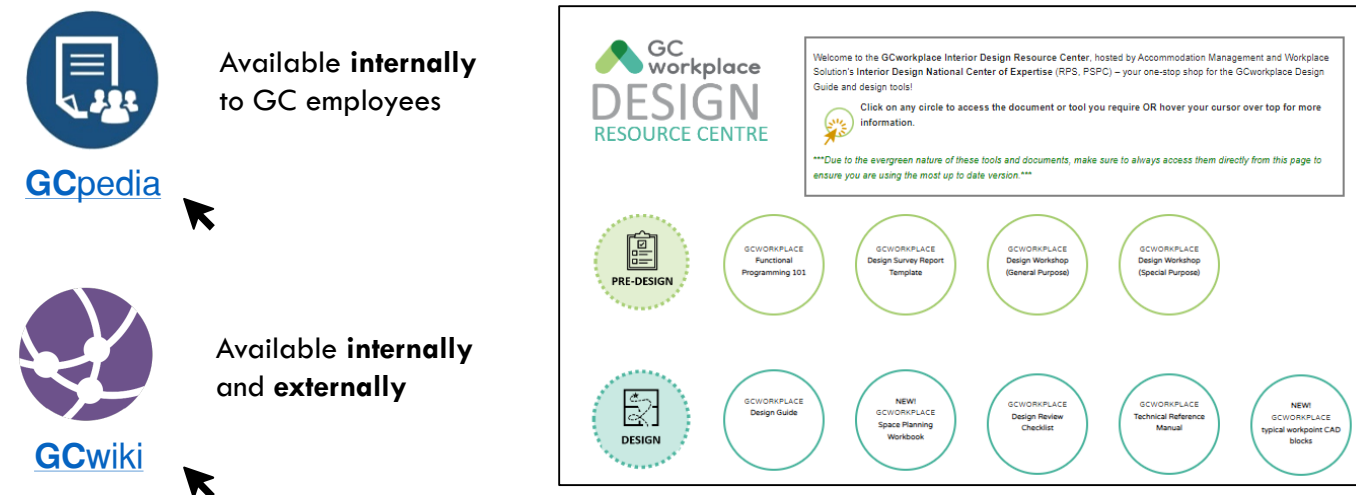 Available internally
to GC employees
GCpedia
Available internally
and externally
GCwiki
GC
workplace
DESIGN
RESOURCE CENTRE
Welcome to the GCworkplace Interior Design Resource Center, hosted by Accommodation Management and Workplace
Solution's Interior Design National Center of Expertise (RPS, PSPC) – your one-stop shop for the GCworkplace Design
Guide and design tools!
Click on any circle to access the document or tool you require OR hover your cursor over top for more
information.
***Due to the evergreen nature of these tools and documents, make sure to always access them directly from this page to
ensure you are using the most up to date version.***
PRE-DESIGN
GCWORKPLACE
Functional
Programming 101
GCWORKPLACE
Design Survey Report
Template
GCWORKPLACE
Design Workshop
(General Purpose)
GCWORKPLACE
Design Workshop
(Special Purpose)
DESIGN
GCWORKPLACE
Design Guide
NEW!
GCWORKPLACE
Space Planning
Workbook
GCWORKPLACE
Design Review
Checklist
GCWORKPLACE
Technical Reference
Manual
NEW!
GCWORKPLACE
typical workpoint CAD
blocks